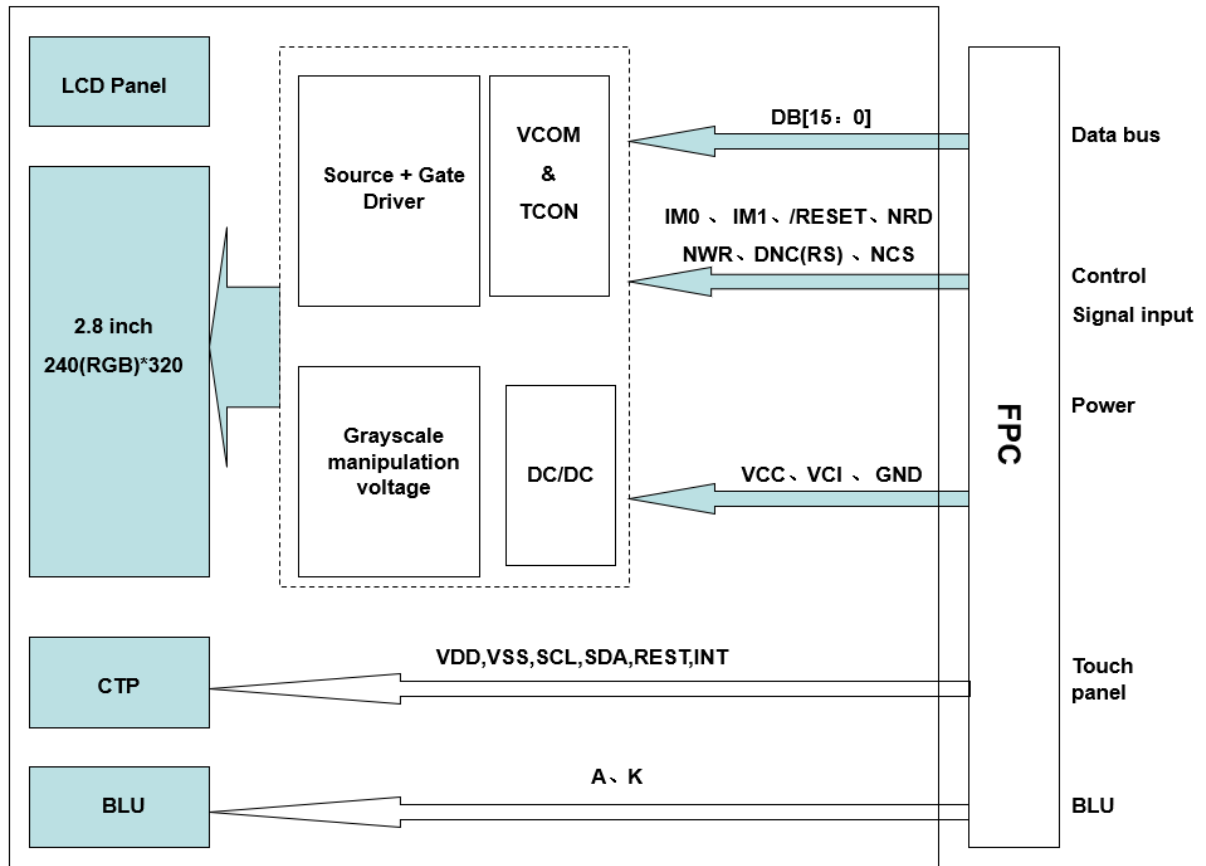 LCD Panel
2.8 inch
240(RGB)*320
Source + Gate
Driver
VCOM
&
TCON
Grayscale
manipulation
voltage
DC/DC
DB[15：0]
IM0 、 IM1、/RESET、NRD
NWR、DNC(RS) 、NCS
VCC、VCI 、 GND
CTP
VDD,VSS,SCL,SDA,REST,INT
BLU
A、K
FPC
Data bus
Control
Signal input
Power
Touch
panel
BLU